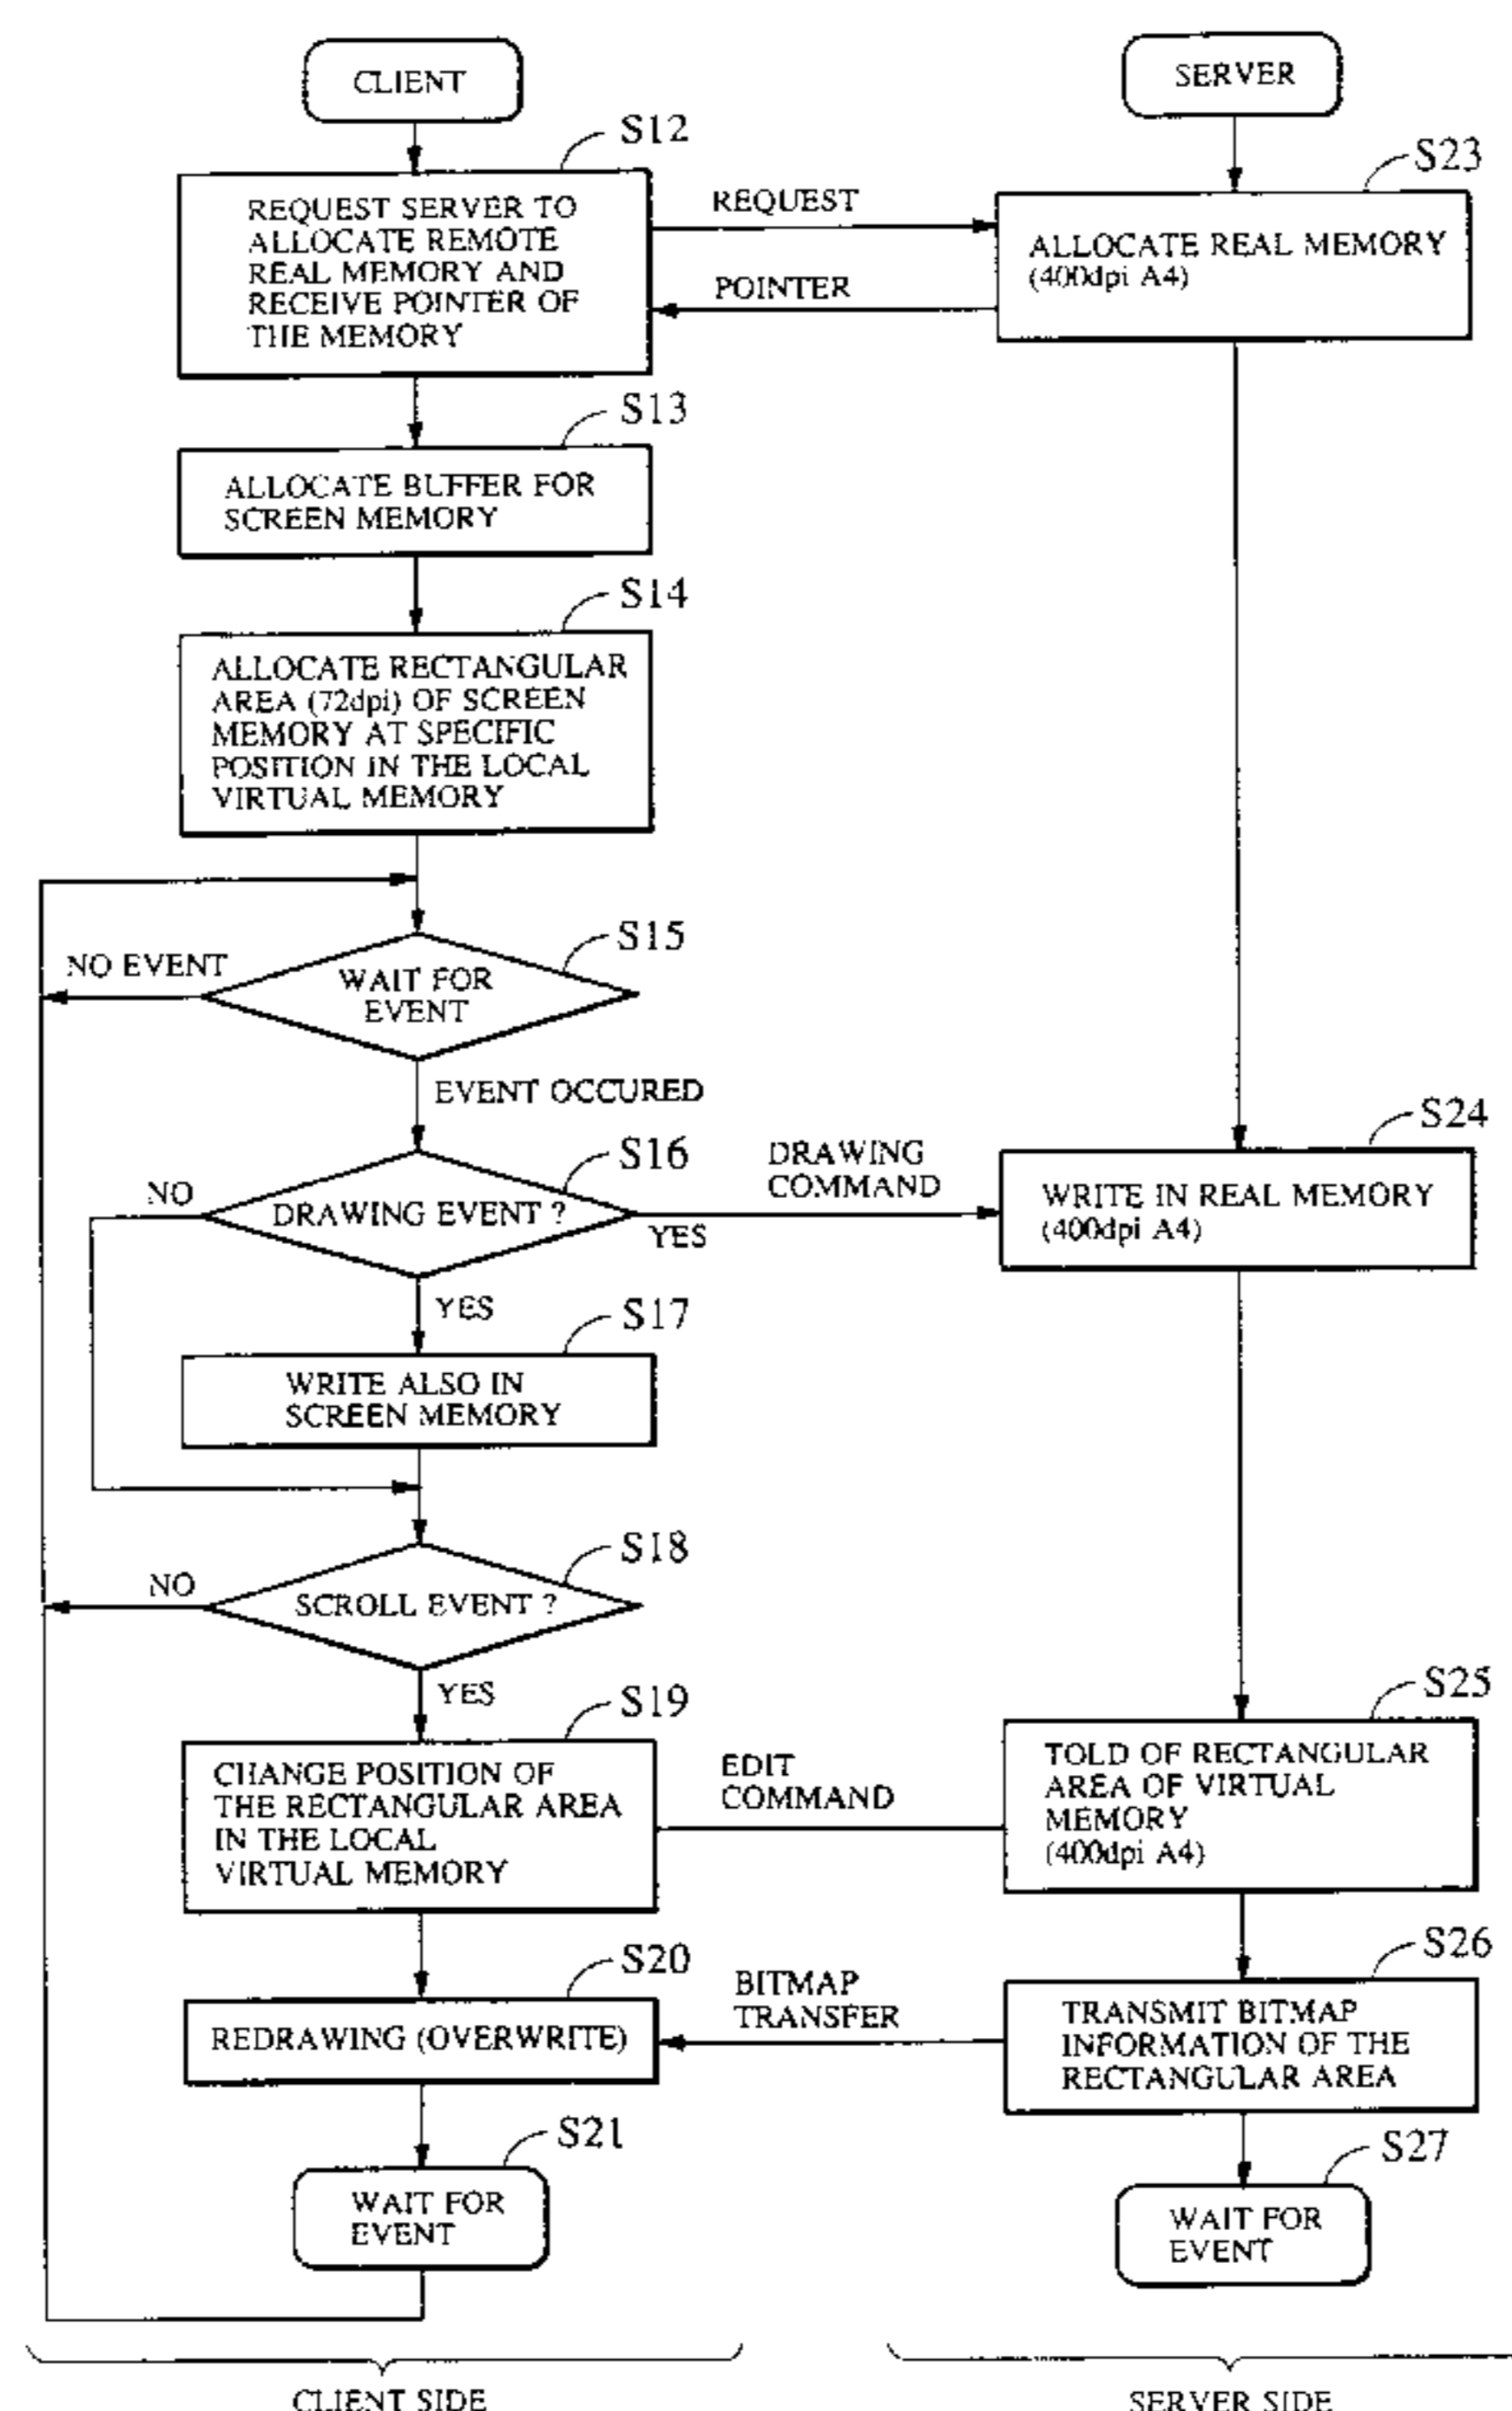 CLIENT
SERVER
S12
S23
REQUEST SERVER TO
ALLOCATE REMOTE
REAL MEMORY AND
RECEIVE POINTER OF
THE MEMORY
REQUEST
POINTER
ALLOCATE REAL MEMORY
(400dpi A4)
S13
ALLOCATE BUFFER FOR
SCREEN MEMORY
S14
ALLOCATE RECTANGULAR
AREA (72dpi) OF SCREEN
MEMORY AT SPECIFIC
POSITION IN THE LOCAL
VIRTUAL MEMORY
S15
NO EVENT
WAIT FOR
EVENT
EVENT OCCURED
S16
NO
DRAWING EVENT ?
YES
DRAWING
COMMAND
S24
WRITE IN REAL MEMORY
(400dpi A4)
YES
S17
WRITE ALSO IN
SCREEN MEMORY
S18
NO
SCROLL EVENT ?
YES
S19
CHANGE POSITION OF
THE RECTANGULAR AREA
IN THE LOCAL
VIRTUAL MEMORY
EDIT
COMMAND
S25
TOLD OF RECTANGULAR
AREA OF VIRTUAL
MEMORY
(400dpi A4)
S20
REDRAWING (OVERWRITE)
BITMAP
TRANSFER
S26
TRANSMIT BITMAP
INFORMATION OF THE
RECTANGULAR AREA
S21
WAIT FOR
EVENT
S27
WAIT FOR
EVENT
CLIENT SIDE
SERVER SIDE